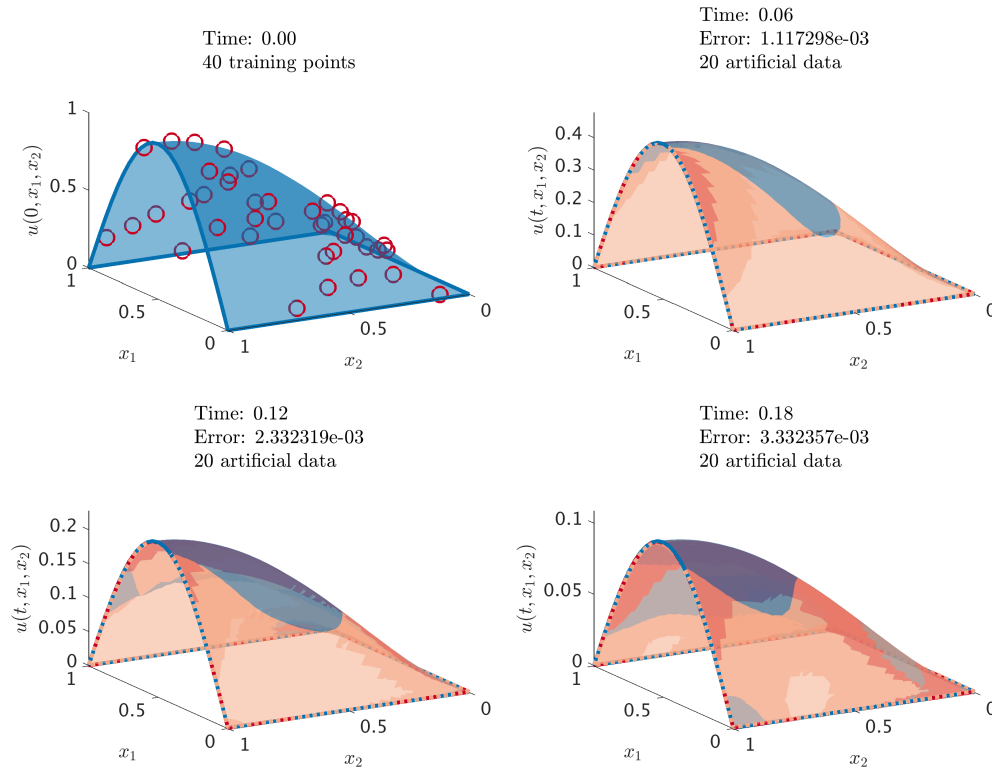 Time: 0.00
40 training points
1
0.5
0
u(0, x₁, x₂)
1
0.5
0
x₁
1
0.5
0
x₂
Time: 0.06
Error: 1.117298e-03
20 artificial data
0.4
0.3
0.2
0.1
0
u(t, x₁, x₂)
1
0.5
0
x₁
1
0.5
0
x₂
Time: 0.12
Error: 2.332319e-03
20 artificial data
0.2
0.15
0.1
0.05
0
u(t, x₁, x₂)
1
0.5
0
x₁
1
0.5
0
x₂
Time: 0.18
Error: 3.332357e-03
20 artificial data
0.1
0.05
0
u(t, x₁, x₂)
1
0.5
0
x₁
1
0.5
0
x₂